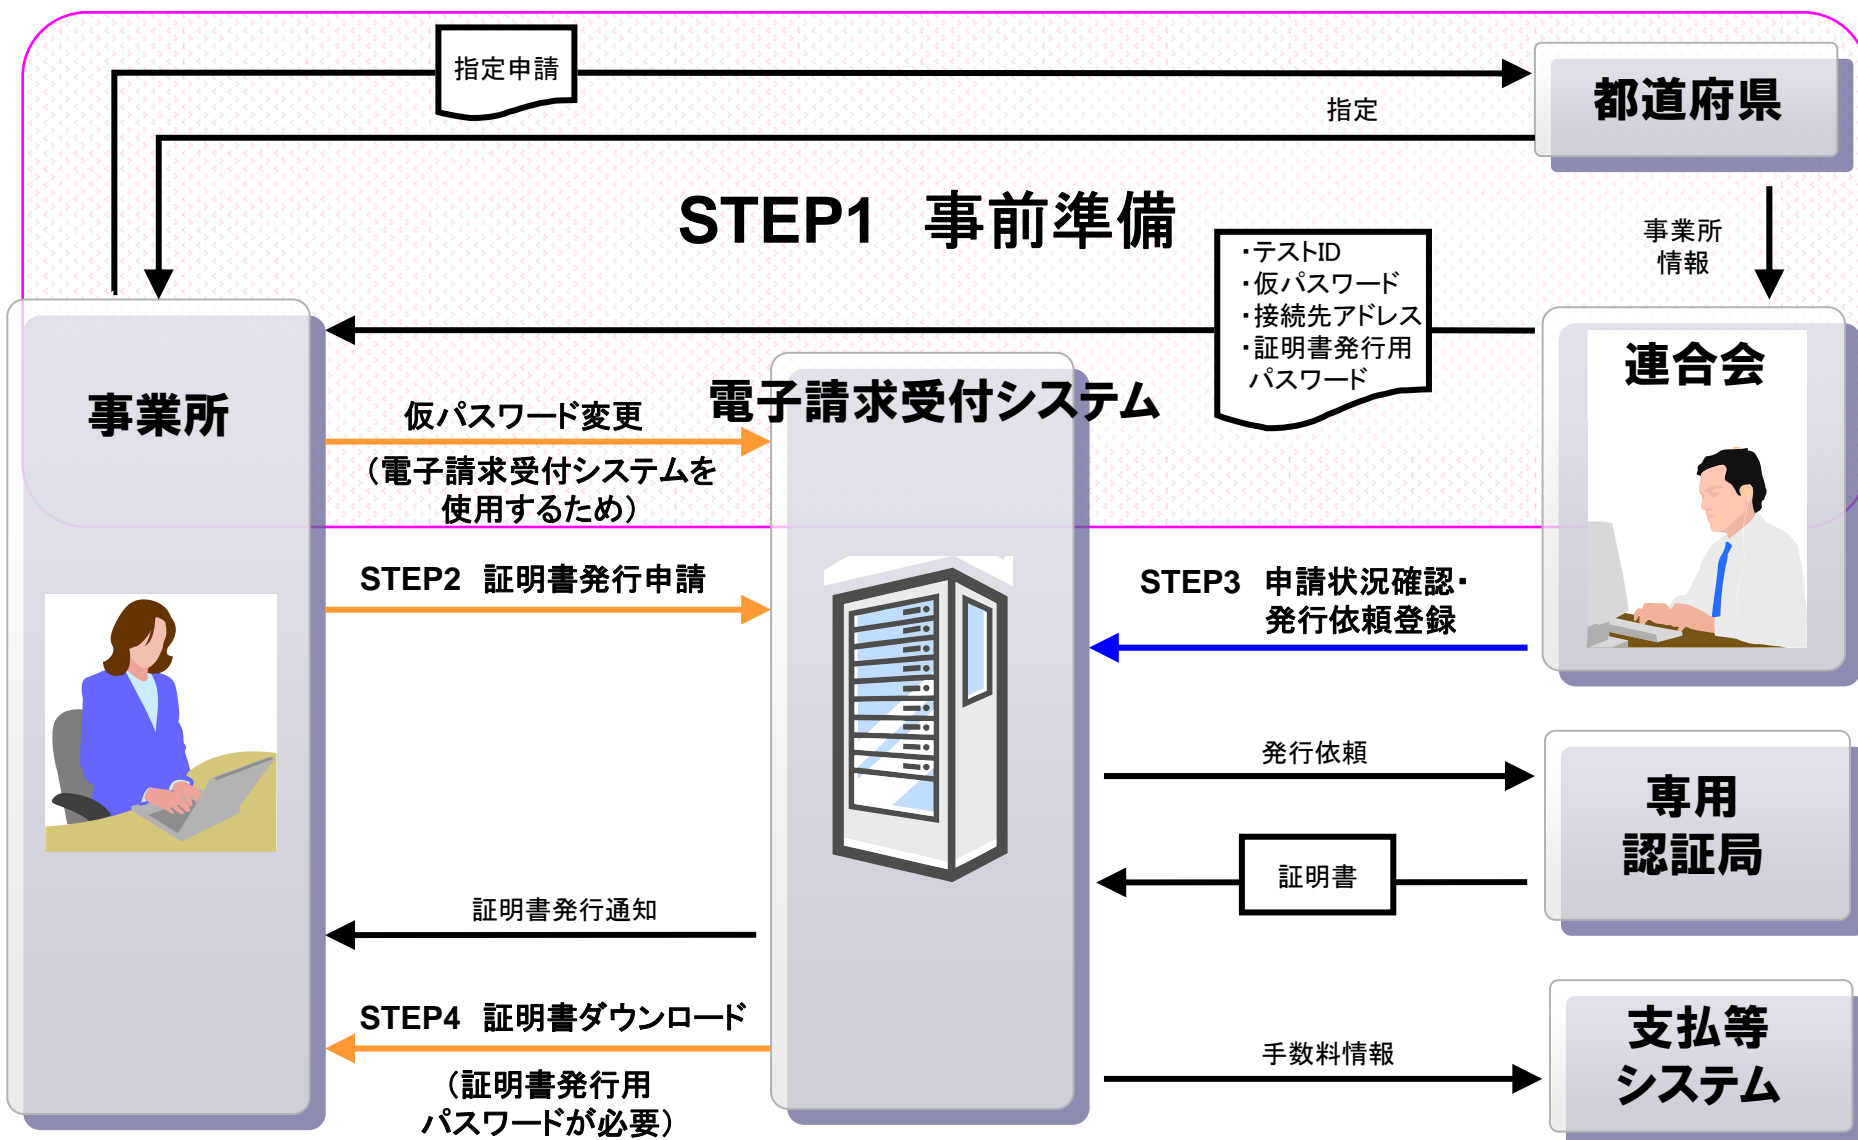 指定申請
都道府県
指定
STEP1　事前準備
事業所
情報
・テストID
・仮パスワード
・接続先アドレス
・証明書発行用
パスワード
連合会
事業所
電子請求受付システム
仮パスワード変更
（電子請求受付システムを
使用するため）
STEP2　証明書発行申請
STEP3　申請状況確認・
発行依頼登録
発行依頼
専用
認証局
証明書
証明書発行通知
STEP4　証明書ダウンロード
（証明書発行用
パスワードが必要）
手数料情報
支払等
システム